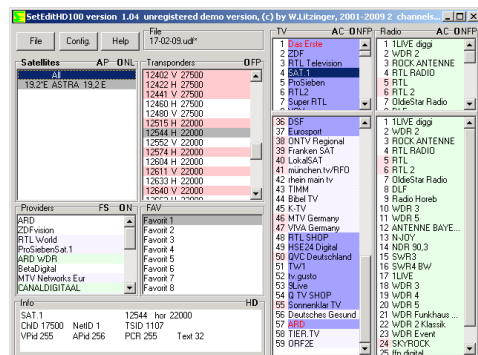 SetEditHD100 version 1.04 unregistered demo version, (c) by W.Litzinger, 2001-2009 2 channels...
File
Config.
Help
File
17-02-09.udf*
Satellites AP ONL
All
19,2°E ASTRA 19,2 E
Transponders OFP
12402 V 27500
12422 H 27500
12441 V 27500
12460 H 27500
12480 V 27500
12515 H 22000
12544 H 22000
12552 V 22000
12574 H 22000
12604 H 22000
12611 V 22000
12633 H 22000
12640 V 22000
Providers FS ON
ARD
ZDFvision
RTL World
ProSiebenSat.1
ARD WDR
BetaDigital
MTV Networks Eur
CANALDIGITAAL
FAV
Favorit 1
Favorit 2
Favorit 3
Favorit 4
Favorit 5
Favorit 6
Favorit 7
Favorit 8
Info HD
SAT.1 12544 hor 22000
ChID 17500 NetID 1 TSID 1107
VPid 255 APid 256 PCR 255 Text 32
TV AC ONFP
1 Das Erste
2 ZDF
3 RTL Television
4 SAT.1
5 ProSieben
6 RTL2
7 Super RTL
36 DSF
37 Eurosport
38 ONTV Regional
39 Franken SAT
40 LokalSAT
41 münchen.tv/RFO
42 rhein main tv
43 TIMM
44 Bibel TV
45 K-TV
46 MTV Germany
47 VIVA Germany
48 RTL SHOP
49 HSE24 Digital
50 QVC Deutschland
51 TW1
52 tv.gusto
53 9Live
54 Q TV SHOP
55 Sonnenklar TV
56 Deutsches Gesund
57 ARD
58 TIER.TV
59 ORF2E
Radio AC ONFP
1 1LIVE diggi
2 WDR 2
3 ROCK ANTENNE
4 RTL RADIO
5 RTL
6 RTL2
7 OldieStar Radio
1 1LIVE diggi
2 WDR 2
3 ROCK ANTENNE
4 RTL RADIO
5 RTL
6 RTL2
7 OldieStar Radio
8 DLF
9 Radio Horeb
10 WDR 3
11 WDR 5
12 ANTENNE BAYE...
13 N-JOY
14 NDR 90,3
15 SWR3
16 SWR4 BW
17 1LIVE
18 WDR 3
19 WDR 4
20 WDR 5
21 WDR Funkhaus ...
22 WDR 2 Klassik
23 WDR Event
24 SKYROCK
25 ffn digital